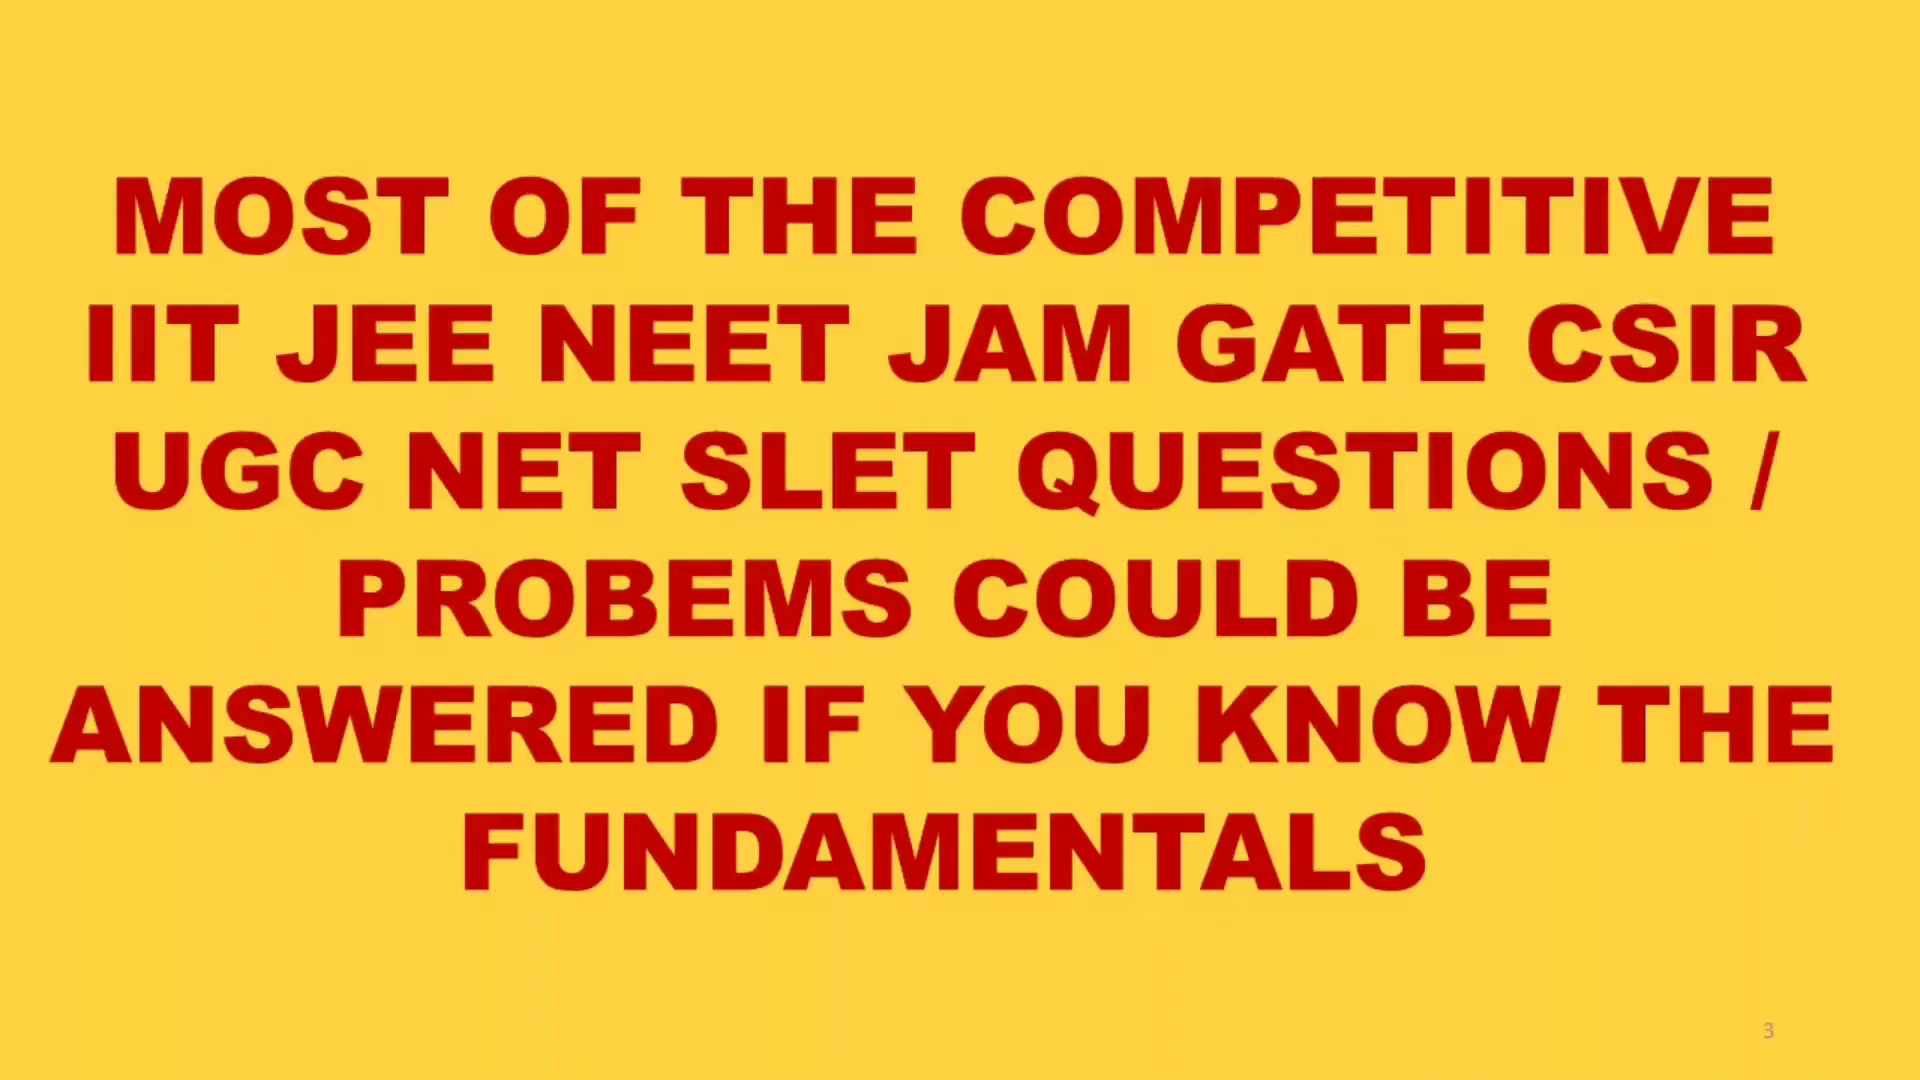 MOST OF THE COMPETITIVE
IIT JEE NEET JAM GATE CSIR
UGC NET SLET QUESTIONS /
PROBEMS COULD BE
ANSWERED IF YOU KNOW THE
FUNDAMENTALS
3